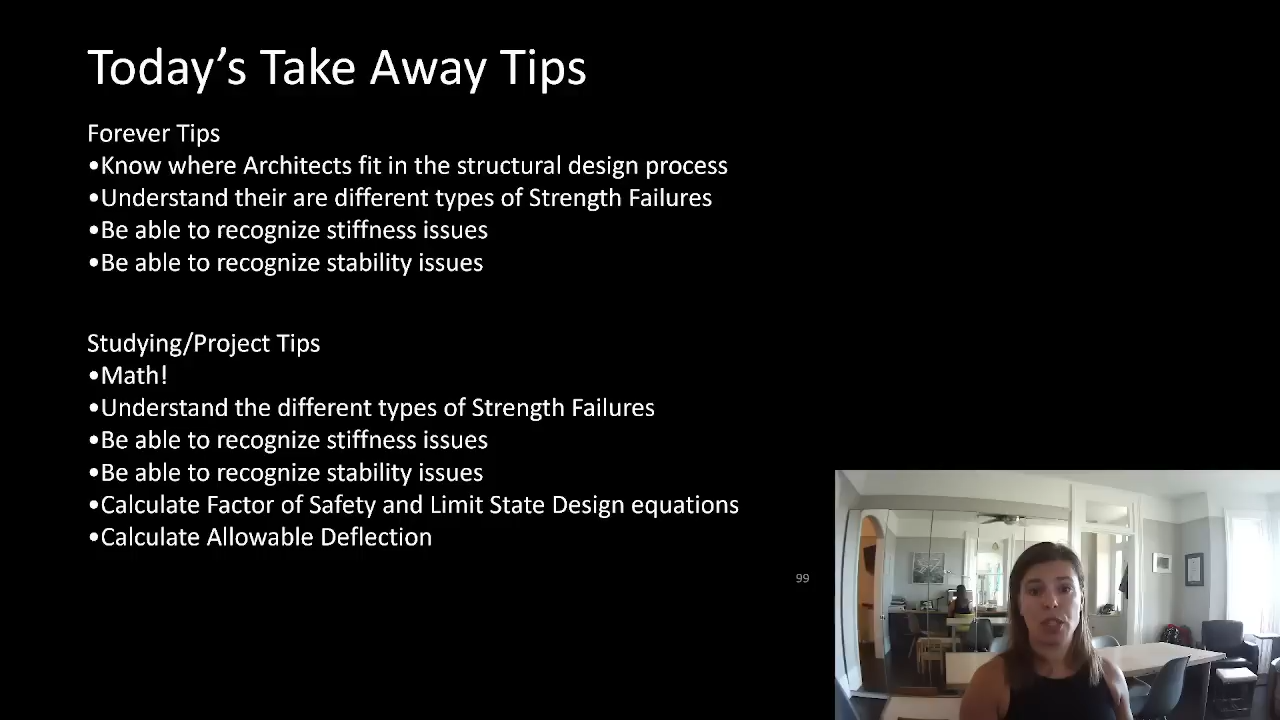 Today's Take Away Tips
Forever Tips
•Know where Architects fit in the structural design process
•Understand their are different types of Strength Failures
•Be able to recognize stiffness issues
•Be able to recognize stability issues
Studying/Project Tips
•Math!
•Understand the different types of Strength Failures
•Be able to recognize stiffness issues
•Be able to recognize stability issues
•Calculate Factor of Safety and Limit State Design equations
•Calculate Allowable Deflection
99